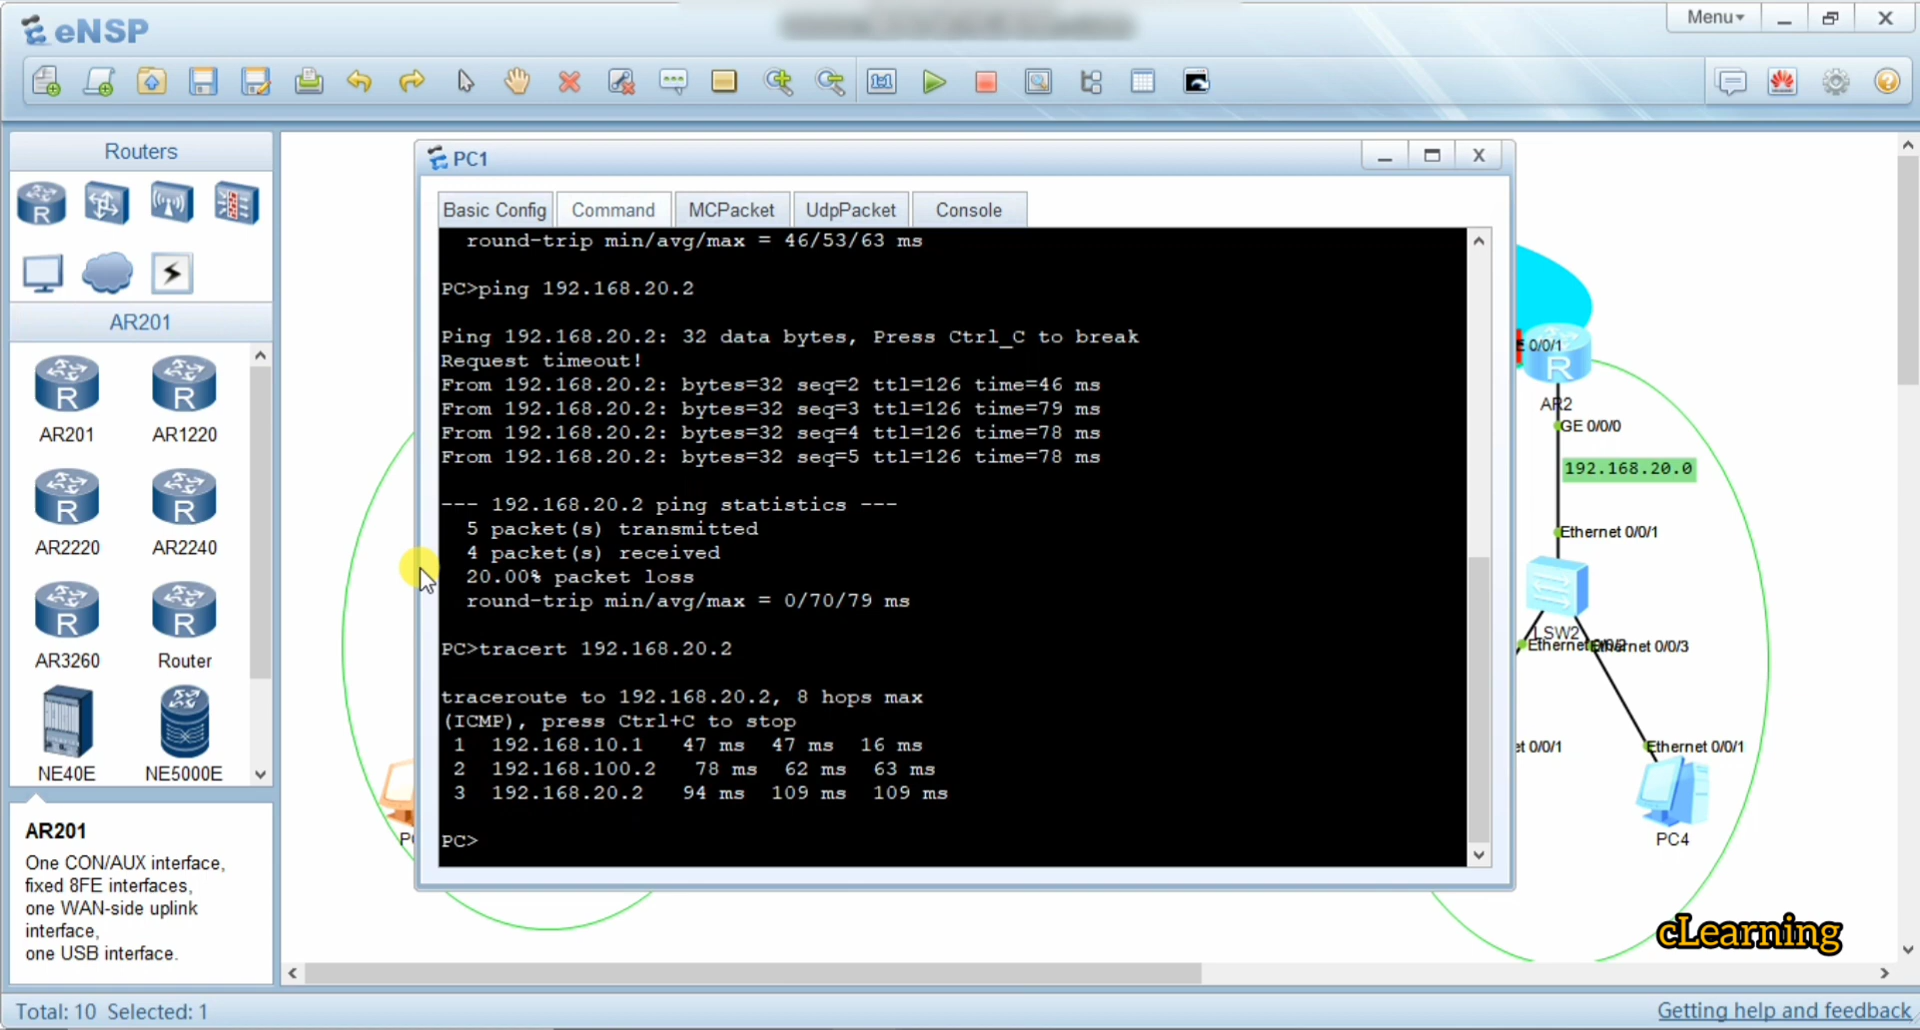 eNSP
Menu
Routers
AR201
AR201
AR1220
AR2220
AR2240
AR3260
Router
NE40E
NE5000E
AR201
One CON/AUX interface,
fixed 8FE interfaces,
one WAN-side uplink
interface,
one USB interface.
PC1
Basic Config
Command
MCPacket
UdpPacket
Console
round-trip min/avg/max = 46/53/63 ms
PC>ping 192.168.20.2
Ping 192.168.20.2: 32 data bytes, Press Ctrl_C to break
Request timeout!
From 192.168.20.2: bytes=32 seq=2 ttl=126 time=46 ms
From 192.168.20.2: bytes=32 seq=3 ttl=126 time=79 ms
From 192.168.20.2: bytes=32 seq=4 ttl=126 time=78 ms
From 192.168.20.2: bytes=32 seq=5 ttl=126 time=78 ms
--- 192.168.20.2 ping statistics ---
5 packet(s) transmitted
4 packet(s) received
20.00% packet loss
round-trip min/avg/max = 0/70/79 ms
PC>tracert 192.168.20.2
traceroute to 192.168.20.2, 8 hops max
(ICMP), press Ctrl+C to stop
1 192.168.10.1 47 ms 47 ms 16 ms
2 192.168.100.2 78 ms 62 ms 63 ms
3 192.168.20.2 94 ms 109 ms 109 ms
PC>
E 0/0/1
R
AR2
GE 0/0/0
192.168.20.0
Ethernet 0/0/1
LSW2
Ethernet 0/0/3
et 0/0/1
Ethernet 0/0/1
PC4
cLearning
Total: 10 Selected: 1
Getting help and feedback